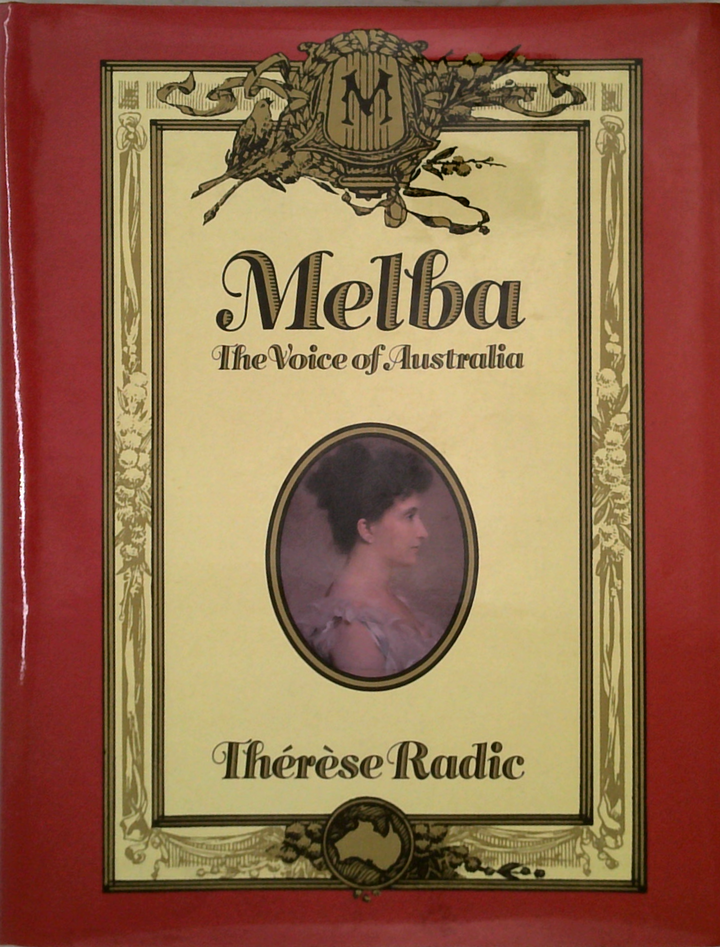 M
Melba
The Voice of Australia
Thérèse Radic